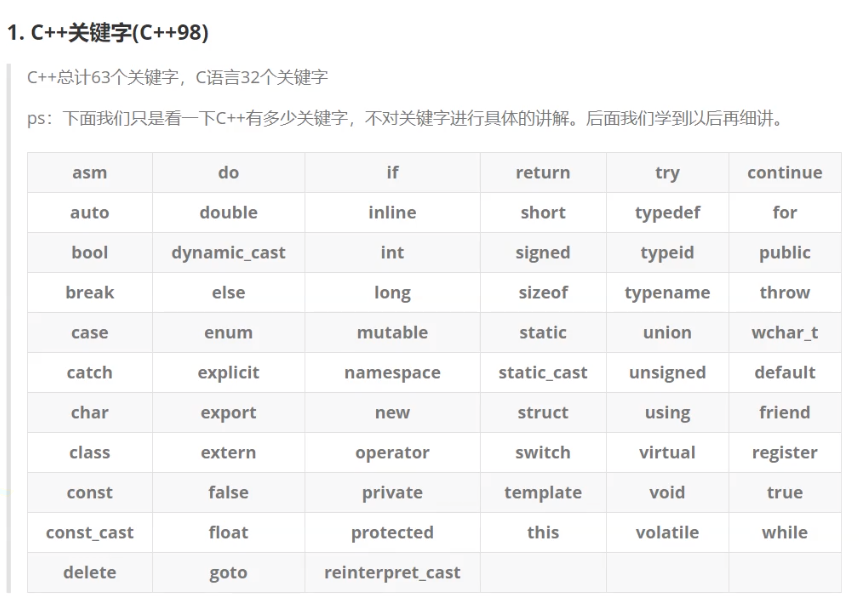 1. C++关键字(C++98)
C++总计63个关键字，C语言32个关键字
ps：下面我们只是看一下C++有多少关键字，不对关键字进行具体的讲解。后面我们学到以后再细讲。
asm do if return try continue
auto double inline short typedef for
bool dynamic_cast int signed typeid public
break else long sizeof typename throw
case enum mutable static union wchar_t
catch explicit namespace static_cast unsigned default
char export new struct using friend
class extern operator switch virtual register
const false private template void true
const_cast float protected this volatile while
delete goto reinterpret_cast